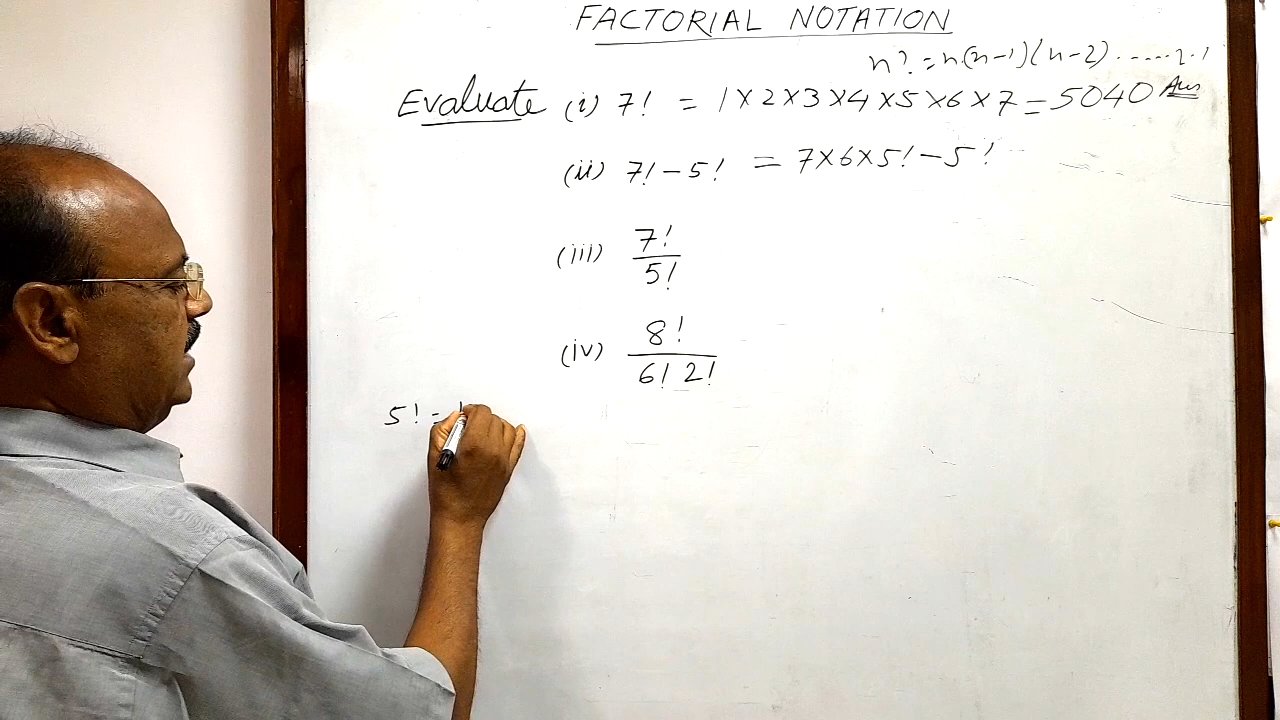 FACTORIAL NOTATION
n! = n(n-1)(n-2) ...... 2.1
Evaluate (i) 7! = 1 × 2 × 3 × 4 × 5 × 6 × 7 = 5040 Ans
(ii) 7! - 5! = 7×6×5! - 5!
(iii) 7!
5!
(iv) 8!
6! 2!
5! = 1